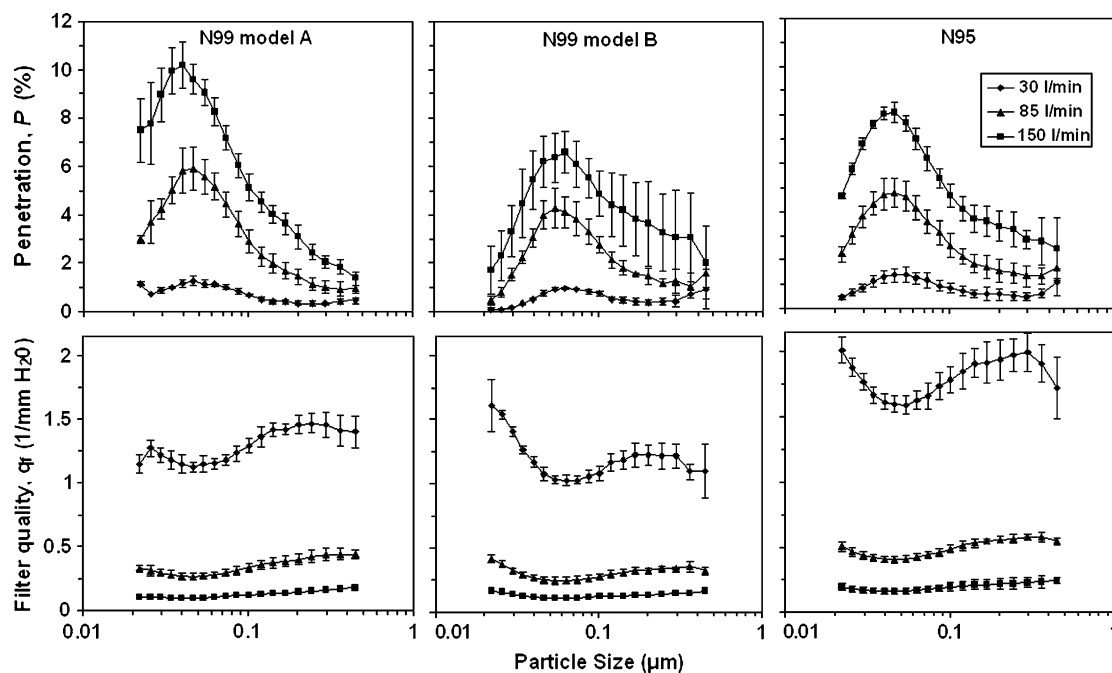 N99 model A
N99 model B
N95
Penetration, P (%)
12
10
8
6
4
2
0
30 l/min
85 l/min
150 l/min
Filter quality, qf (1/mm H20)
2
1.5
1
0.5
0
0.01
0.1
1
0.01
0.1
1
0.01
0.1
1
Particle Size (µm)